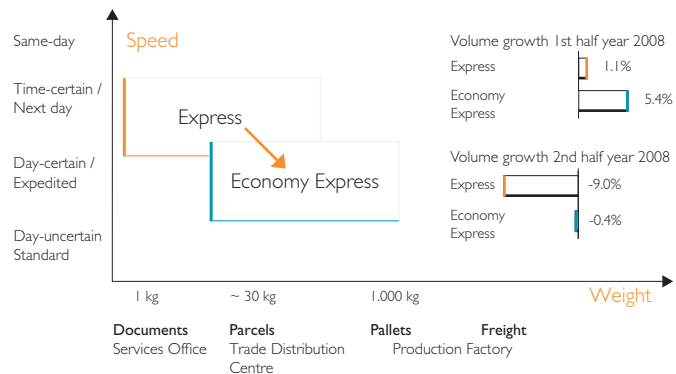 Same-day
Speed
Time-certain /
Next day
Express
Day-certain /
Expedited
Economy Express
Day-uncertain
Standard
Volume growth 1st half year 2008
Express
1.1%
Economy
Express
5.4%
Volume growth 2nd half year 2008
Express
-9.0%
Economy
Express
-0.4%
1 kg
~ 30 kg
1.000 kg
Weight
Documents
Parcels
Pallets
Freight
Services Office
Trade Distribution
Centre
Production Factory